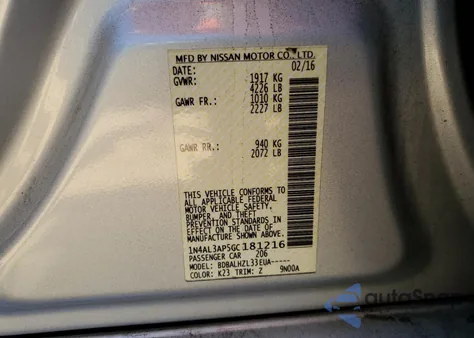 MFD BY NISSAN MOTOR CO., LTD.
DATE: 02/16
GVWR: 1917 KG
4226 LB
GAWR FR.: 1010 KG
2227 LB
GAWR RR.: 940 KG
2072 LB
THIS VEHICLE CONFORMS TO
ALL APPLICABLE FEDERAL
MOTOR VEHICLE SAFETY,
BUMPER, AND THEFT
PREVENTION STANDARDS IN
EFFECT ON THE DATE OF
MANUFACTURE SHOWN ABOVE.
1N4AL3AP5GC181216
PASSENGER CAR 206
MODEL: BDBALHZL33EUA-----
COLOR: K23 TRIM: Z 9N00A